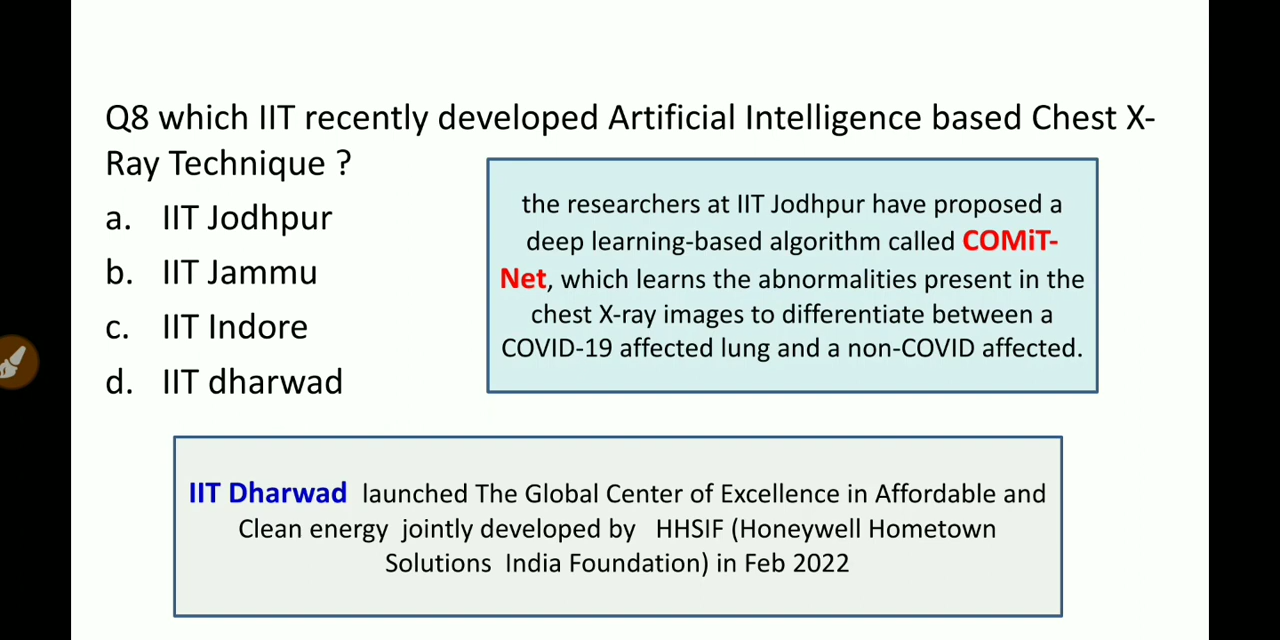 Q8 which IIT recently developed Artificial Intelligence based Chest X-
Ray Technique ?
a. IIT Jodhpur
b. IIT Jammu
c. IIT Indore
d. IIT dharwad
the researchers at IIT Jodhpur have proposed a
deep learning-based algorithm called COMiT-
Net, which learns the abnormalities present in the
chest X-ray images to differentiate between a
COVID-19 affected lung and a non-COVID affected.
IIT Dharwad launched The Global Center of Excellence in Affordable and
Clean energy jointly developed by HHSIF (Honeywell Hometown
Solutions India Foundation) in Feb 2022